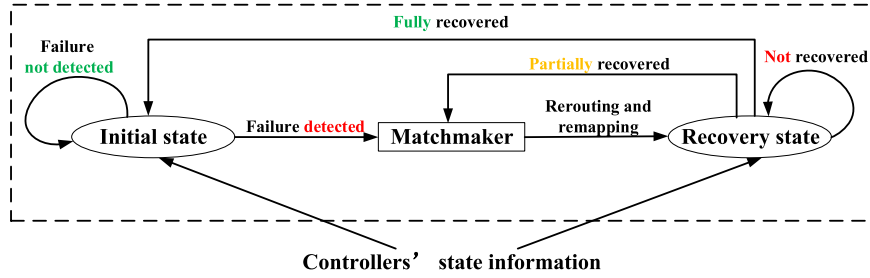 Fully recovered
Failure
not detected
Partially recovered
Not recovered
Initial state
Failure detected
Matchmaker
Rerouting and
remapping
Recovery state
Controllers’ state information